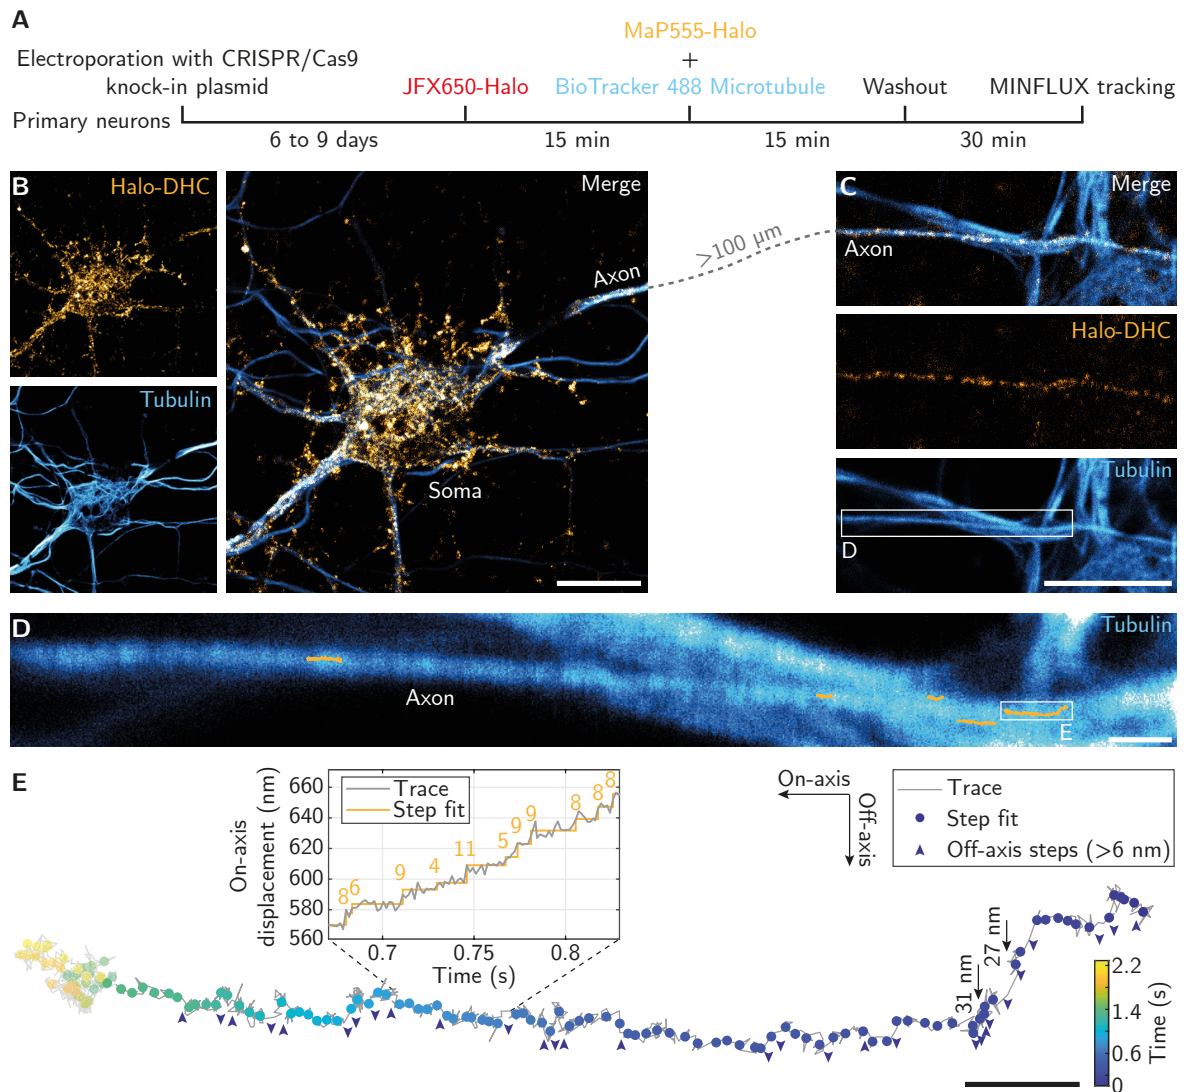 A
MaP555-Halo
Electroporation with CRISPR/Cas9
+
knock-in plasmid
JFX650-Halo
BioTracker 488 Microtubule
Washout
MINFLUX tracking
Primary neurons
6 to 9 days
15 min
15 min
30 min
B
Halo-DHC
Merge
Axon
Soma
Tubulin
>100 µm
C
Merge
Axon
Halo-DHC
Tubulin
D
D
Tubulin
Axon
E
E
On-axis displacement (nm)
660
640
620
600
580
560
Trace
Step fit
8
6
9
4
11
5
9
9
8
8
8
0.7
0.75
0.8
Time (s)
On-axis
Off-axis
Trace
Step fit
Off-axis steps (>6 nm)
31 nm
27 nm
2.2
1.2
0.6
0
Time (s)